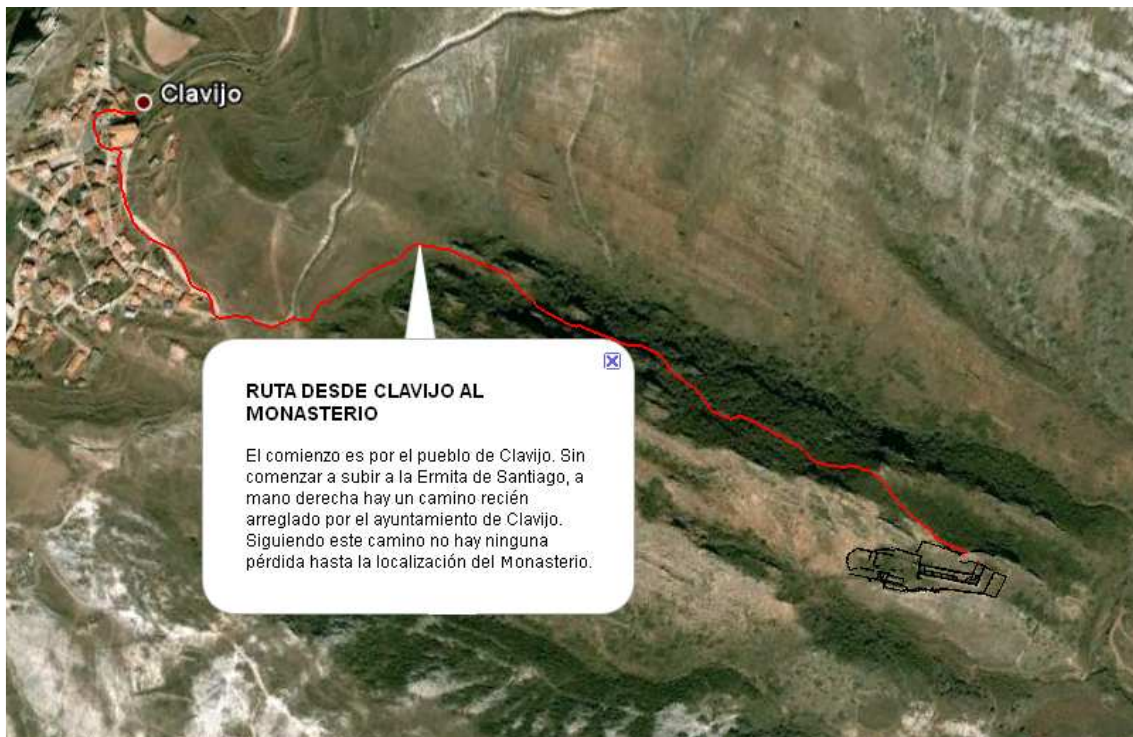 Clavijo
RUTA DESDE CLAVIJO AL
MONASTERIO
El comienzo es por el pueblo de Clavijo. Sin
comenzar a subir a la Ermita de Santiago, a
mano derecha hay un camino recién
arreglado por el ayuntamiento de Clavijo.
Siguiendo este camino no hay ninguna
pérdida hasta la localización del Monasterio.